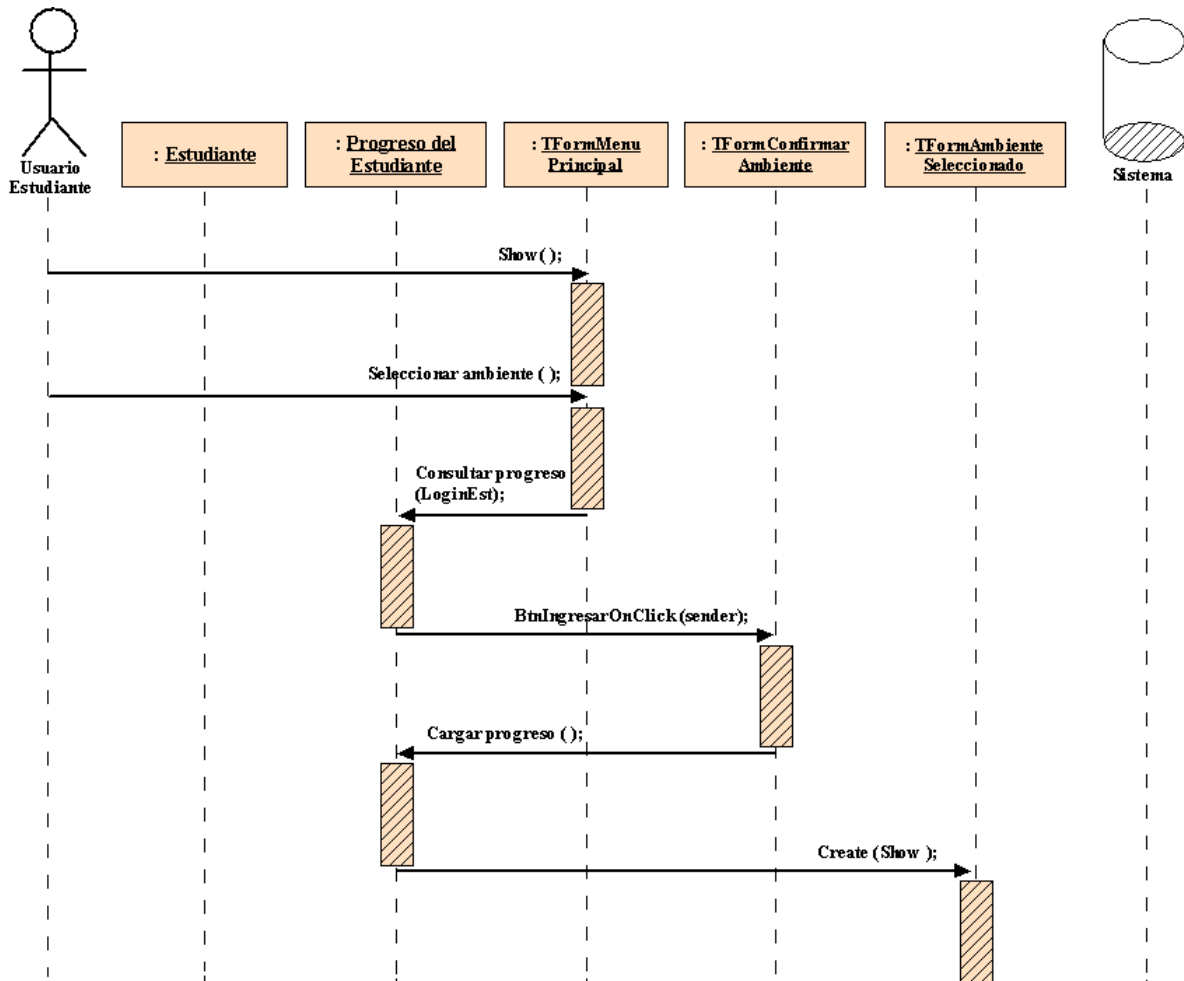 Usuario
Estudiante
: Estudiante
: Progreso del
Estudiante
: TFormMenu
Principal
: TFormConfirmar
Ambiente
: TFormAmbiente
Seleccionado
Sistema
Show ( );
Seleccionar ambiente ( );
Consultar progreso
(LoginEst);
BtnIngresarOnClick (sender);
Cargar progreso ( );
Create (Show );